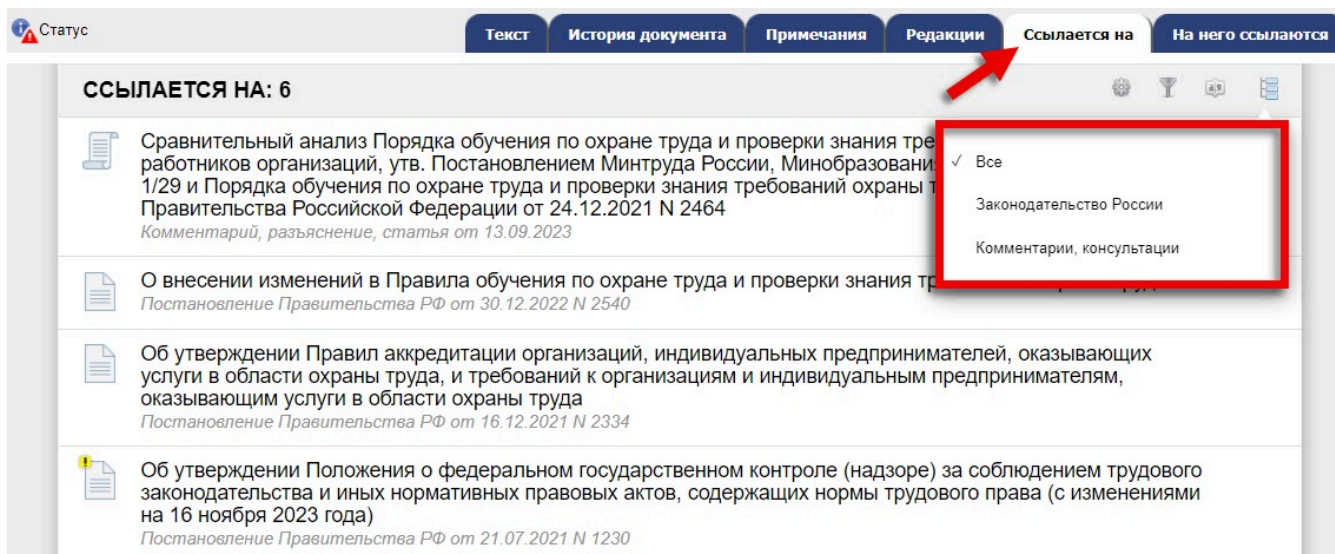 Статус
Текст
История документа
Примечания
Редакции
Ссылается на
На него ссылаются
ССЫЛАЕТСЯ НА: 6
Сравнительный анализ Порядка обучения по охране труда и проверки знания тре
работников организаций, утв. Постановлением Минтруда России, Минобразовани
1/29 и Порядка обучения по охране труда и проверки знания требований охраны т
Правительства Российской Федерации от 24.12.2021 N 2464
Комментарий, разъяснение, статья от 13.09.2023
✓ Все
Законодательство России
Комментарии, консультации
О внесении изменений в Правила обучения по охране труда и проверки знания
Постановление Правительства РФ от 30.12.2022 N 2540
Об утверждении Правил аккредитации организаций, индивидуальных предпринимателей, оказывающих
услуги в области охраны труда, и требований к организациям и индивидуальным предпринимателям,
оказывающим услуги в области охраны труда
Постановление Правительства РФ от 16.12.2021 N 2334
Об утверждении Положения о федеральном государственном контроле (надзоре) за соблюдением трудового
законодательства и иных нормативных правовых актов, содержащих нормы трудового права (с изменениями
на 16 ноября 2023 года)
Постановление Правительства РФ от 21.07.2021 N 1230